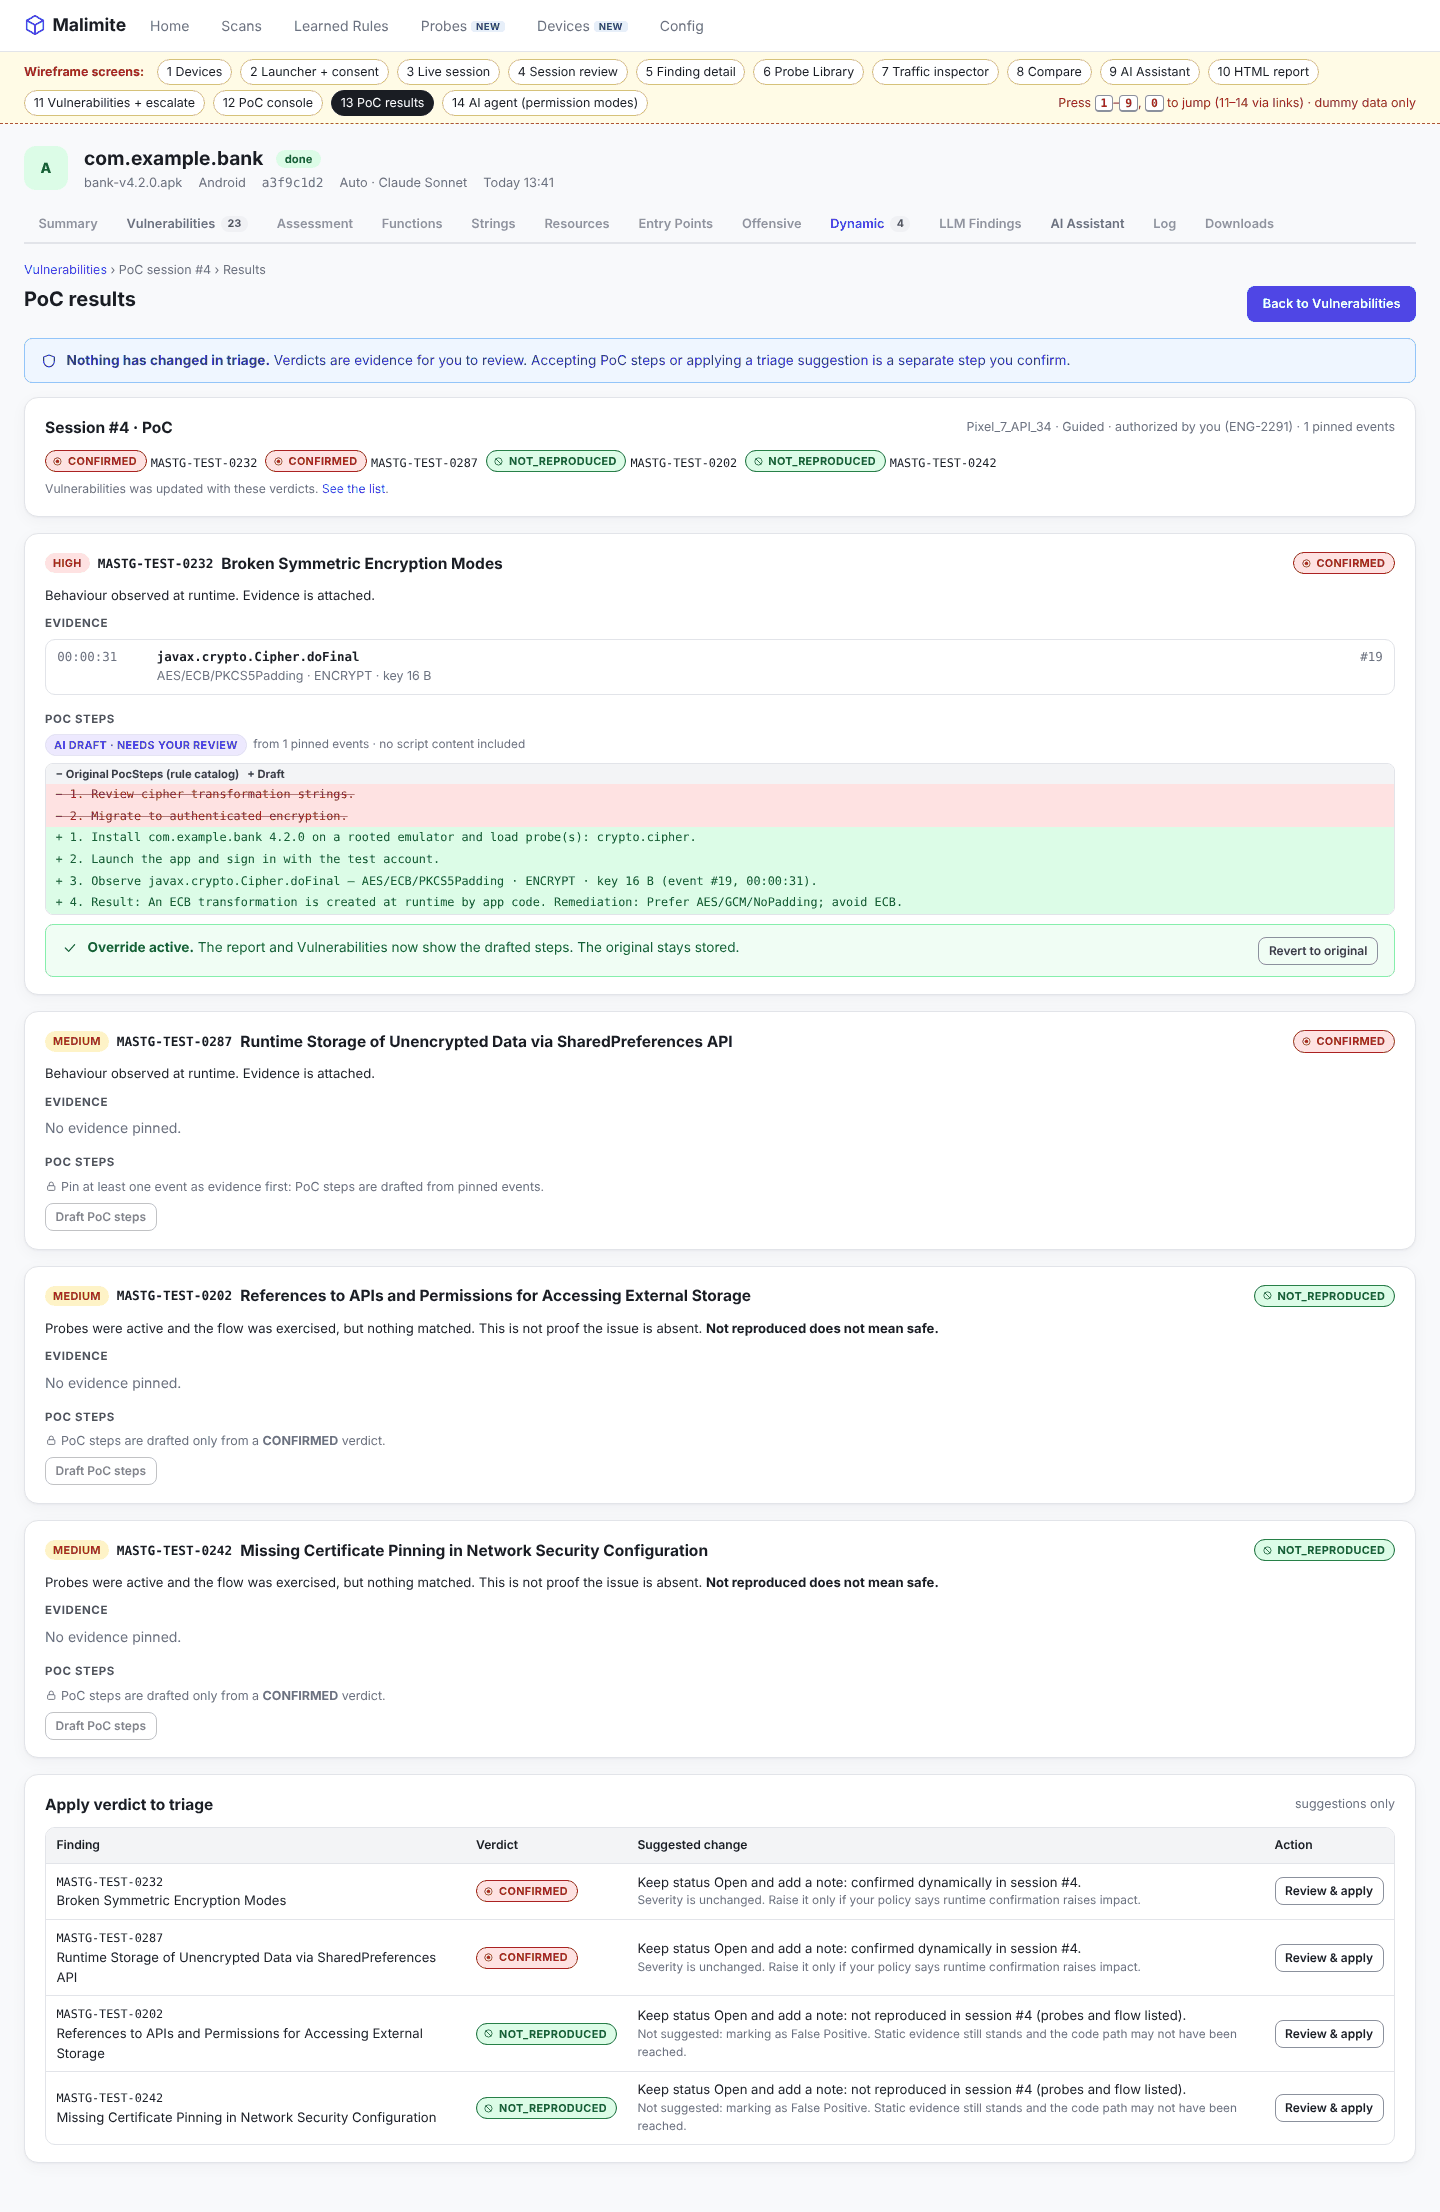 Malimite Home Scans Learned Rules Probes NEW Devices NEW Config
Wireframe screens: 1 Devices 2 Launcher + consent 3 Live session 4 Session review 5 Finding detail 6 Probe Library 7 Traffic inspector 8 Compare 9 AI Assistant 10 HTML report
11 Vulnerabilities + escalate 12 PoC console 13 PoC results 14 AI agent (permission modes) Press 1–9, 0 to jump (11–14 via links) · dummy data only
A
com.example.bank done
bank-v4.2.0.apk Android a3f9c1d2 Auto · Claude Sonnet Today 13:41
Summary Vulnerabilities 23 Assessment Functions Strings Resources Entry Points Offensive Dynamic 4 LLM Findings AI Assistant Log Downloads
Vulnerabilities › PoC session #4 › Results
PoC results
Back to Vulnerabilities
Nothing has changed in triage. Verdicts are evidence for you to review. Accepting PoC steps or applying a triage suggestion is a separate step you confirm.
Session #4 · PoC Pixel_7_API_34 · Guided · authorized by you (ENG-2291) · 1 pinned events
CONFIRMED MASTG-TEST-0232 CONFIRMED MASTG-TEST-0287 NOT_REPRODUCED MASTG-TEST-0202 NOT_REPRODUCED MASTG-TEST-0242
Vulnerabilities was updated with these verdicts. See the list.
HIGH MASTG-TEST-0232 Broken Symmetric Encryption Modes CONFIRMED
Behaviour observed at runtime. Evidence is attached.
EVIDENCE
00:00:31 javax.crypto.Cipher.doFinal #19
AES/ECB/PKCS5Padding · ENCRYPT · key 16 B
POC STEPS
AI DRAFT · NEEDS YOUR REVIEW from 1 pinned events · no script content included
− Original PocSteps (rule catalog) + Draft
− 1. Review cipher transformation strings.
− 2. Migrate to authenticated encryption.
+ 1. Install com.example.bank 4.2.0 on a rooted emulator and load probe(s): crypto.cipher.
+ 2. Launch the app and sign in with the test account.
+ 3. Observe javax.crypto.Cipher.doFinal — AES/ECB/PKCS5Padding · ENCRYPT · key 16 B (event #19, 00:00:31).
+ 4. Result: An ECB transformation is created at runtime by app code. Remediation: Prefer AES/GCM/NoPadding; avoid ECB.
Override active. The report and Vulnerabilities now show the drafted steps. The original stays stored. Revert to original
MEDIUM MASTG-TEST-0287 Runtime Storage of Unencrypted Data via SharedPreferences API CONFIRMED
Behaviour observed at runtime. Evidence is attached.
EVIDENCE
No evidence pinned.
POC STEPS
Pin at least one event as evidence first: PoC steps are drafted from pinned events.
Draft PoC steps
MEDIUM MASTG-TEST-0202 References to APIs and Permissions for Accessing External Storage NOT_REPRODUCED
Probes were active and the flow was exercised, but nothing matched. This is not proof the issue is absent. Not reproduced does not mean safe.
EVIDENCE
No evidence pinned.
POC STEPS
PoC steps are drafted only from a CONFIRMED verdict.
Draft PoC steps
MEDIUM MASTG-TEST-0242 Missing Certificate Pinning in Network Security Configuration NOT_REPRODUCED
Probes were active and the flow was exercised, but nothing matched. This is not proof the issue is absent. Not reproduced does not mean safe.
EVIDENCE
No evidence pinned.
POC STEPS
PoC steps are drafted only from a CONFIRMED verdict.
Draft PoC steps
Apply verdict to triage suggestions only
Finding Verdict Suggested change Action
MASTG-TEST-0232
Broken Symmetric Encryption Modes
CONFIRMED
Keep status Open and add a note: confirmed dynamically in session #4.
Severity is unchanged. Raise it only if your policy says runtime confirmation raises impact.
Review & apply
MASTG-TEST-0287
Runtime Storage of Unencrypted Data via SharedPreferences
API
CONFIRMED
Keep status Open and add a note: confirmed dynamically in session #4.
Severity is unchanged. Raise it only if your policy says runtime confirmation raises impact.
Review & apply
MASTG-TEST-0202
References to APIs and Permissions for Accessing External
Storage
NOT_REPRODUCED
Keep status Open and add a note: not reproduced in session #4 (probes and flow listed).
Not suggested: marking as False Positive. Static evidence still stands and the code path may not have been
reached.
Review & apply
MASTG-TEST-0242
Missing Certificate Pinning in Network Security Configuration
NOT_REPRODUCED
Keep status Open and add a note: not reproduced in session #4 (probes and flow listed).
Not suggested: marking as False Positive. Static evidence still stands and the code path may not have been
reached.
Review & apply